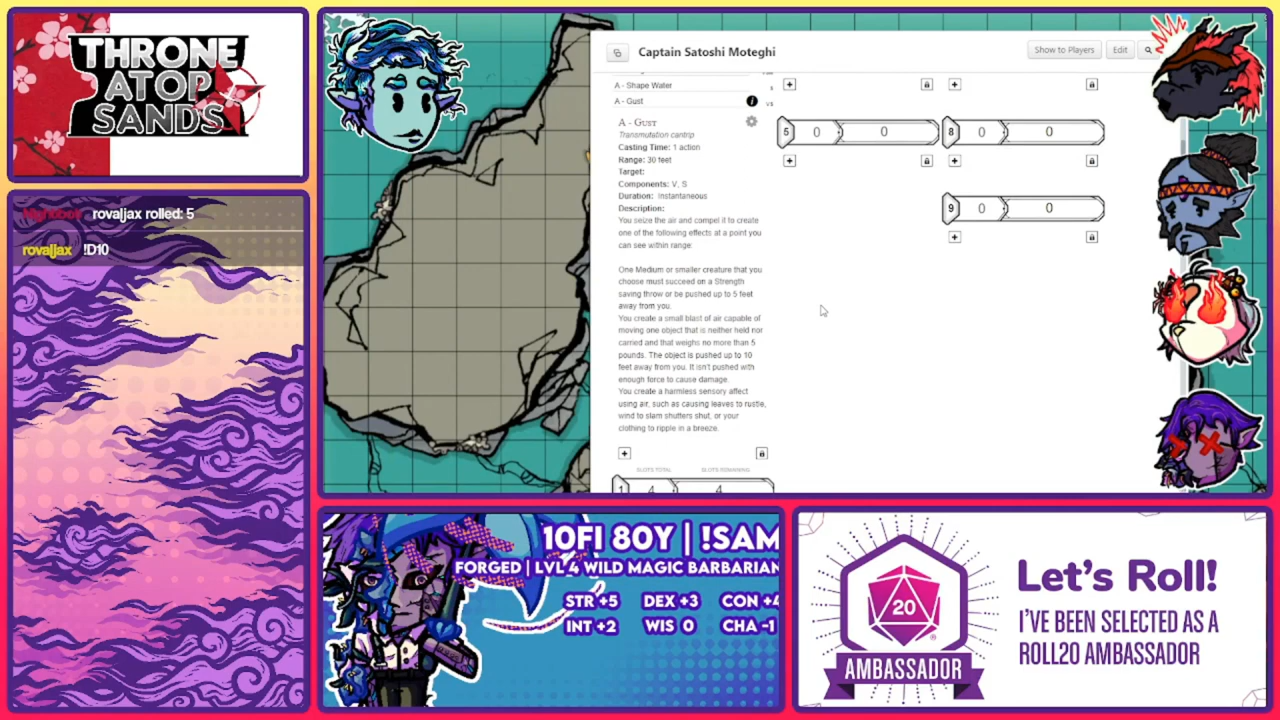 THRONE
ATOP
SANDS
Nightbot rovaljax rolled: 5
rovaljax !D10
Captain Satoshi Moteghi
Show to Players
Edit
A - Shape Water
A - Gust
VS
A - GUST
Transmutation cantrip
Casting Time: 1 action
Range: 30 feet
Target:
Components: V, S
Duration: Instantaneous
Description:
You seize the air and compel it to create
one of the following effects at a point you
can see within range:
One Medium or smaller creature that you
choose must succeed on a Strength
saving throw or be pushed up to 5 feet
away from you.
You create a small blast of air capable of
moving one object that is neither held nor
carried and that weighs no more than 5
pounds. The object is pushed up to 10
feet away from you. It isn't pushed with
enough force to cause damage.
You create a harmless sensory affect
using air, such as causing leaves to rustle,
wind to slam shutters shut, or your
clothing to ripple in a breeze.
SLOTS TOTAL
SLOTS REMAINING
1 4 4
5 0 0
8 0 0
9 0 0
10FI 80Y | !SAM
FORGED | LVL 4 WILD MAGIC BARBARIAN
STR +5 DEX +3 CON +4
INT +2 WIS 0 CHA -1
20
AMBASSADOR
Let's Roll!
I'VE BEEN SELECTED AS A
ROLL20 AMBASSADOR